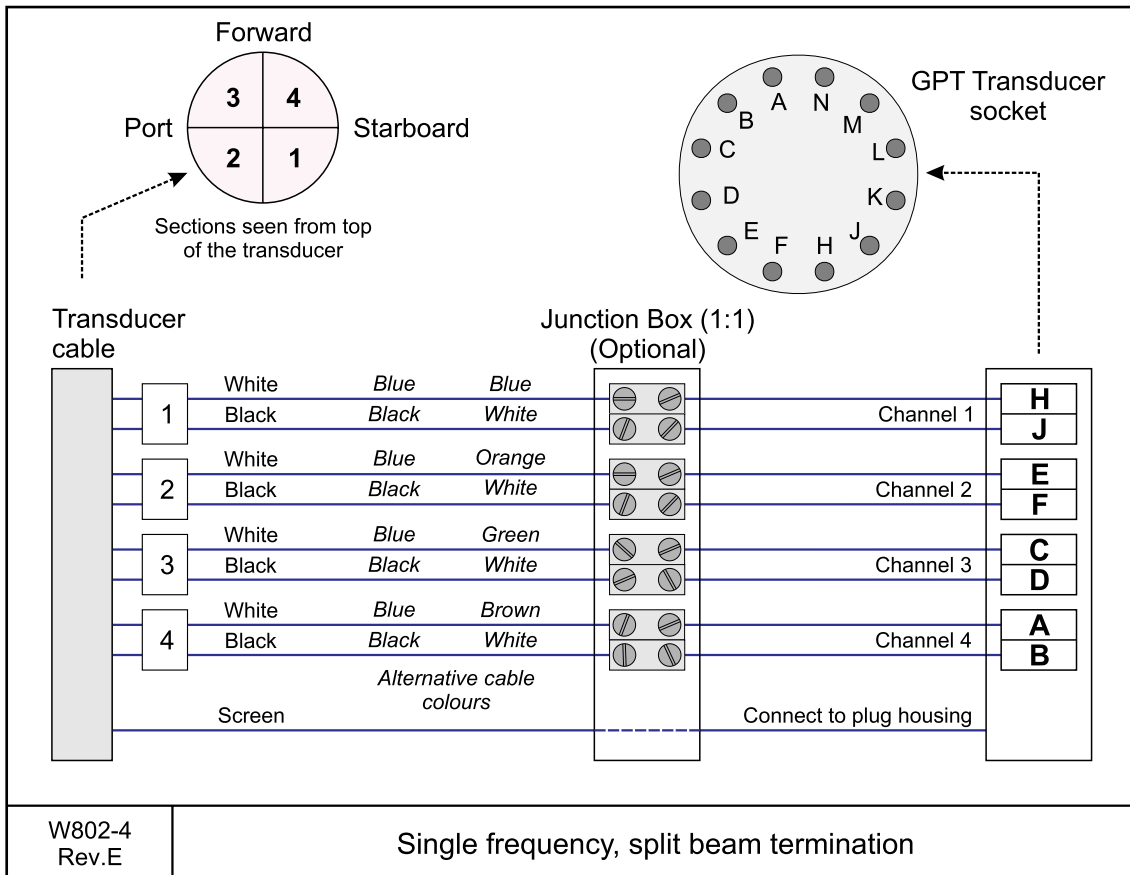 Forward
3 4
Port
Starboard
2 1
Sections seen from top
of the transducer
GPT Transducer
socket
A N
B M
C L
D K
E J
F H
Transducer
cable
Junction Box (1:1)
(Optional)
1
White Blue Blue
Black Black White
Channel 1
H
J
2
White Blue Orange
Black Black White
Channel 2
E
F
3
White Blue Green
Black Black White
Channel 3
C
D
4
White Blue Brown
Black Black White
Channel 4
A
B
Alternative cable
colours
Screen
Connect to plug housing
W802-4
Rev.E
Single frequency, split beam termination